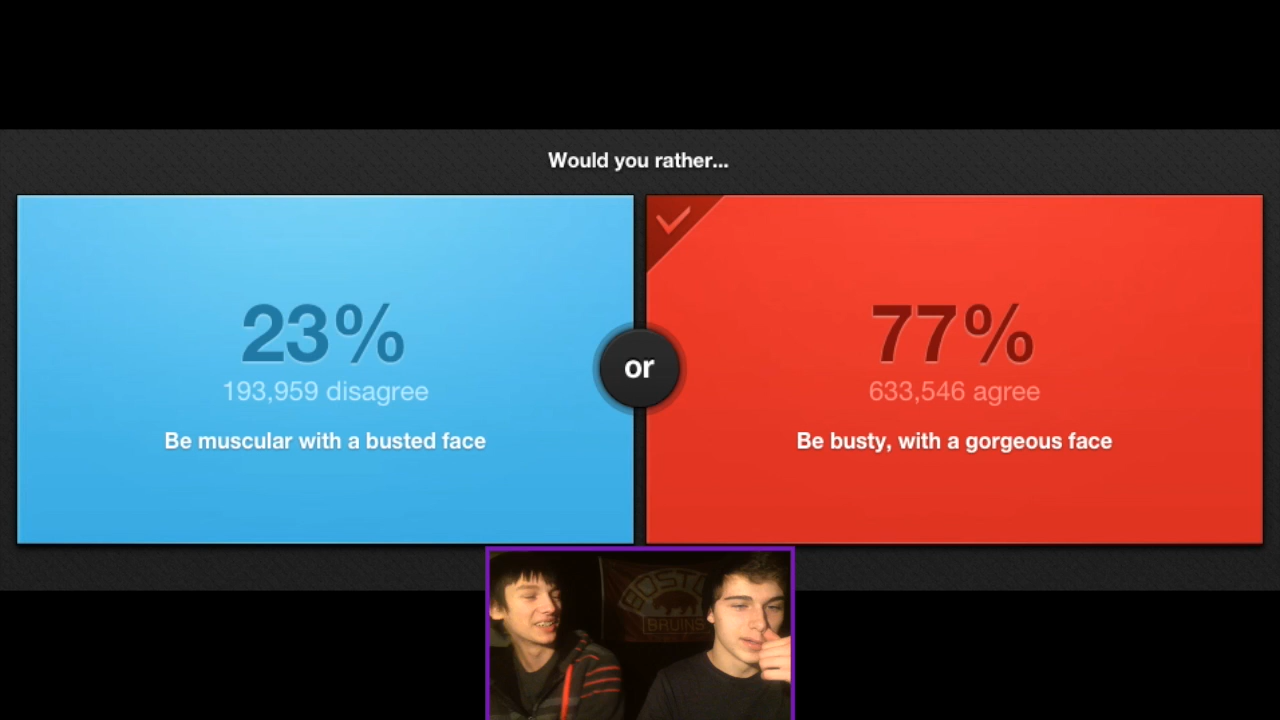 Would you rather...
23%
193,959 disagree
Be muscular with a busted face
or
77%
633,546 agree
Be busty, with a gorgeous face
BOSTON
BRUINS